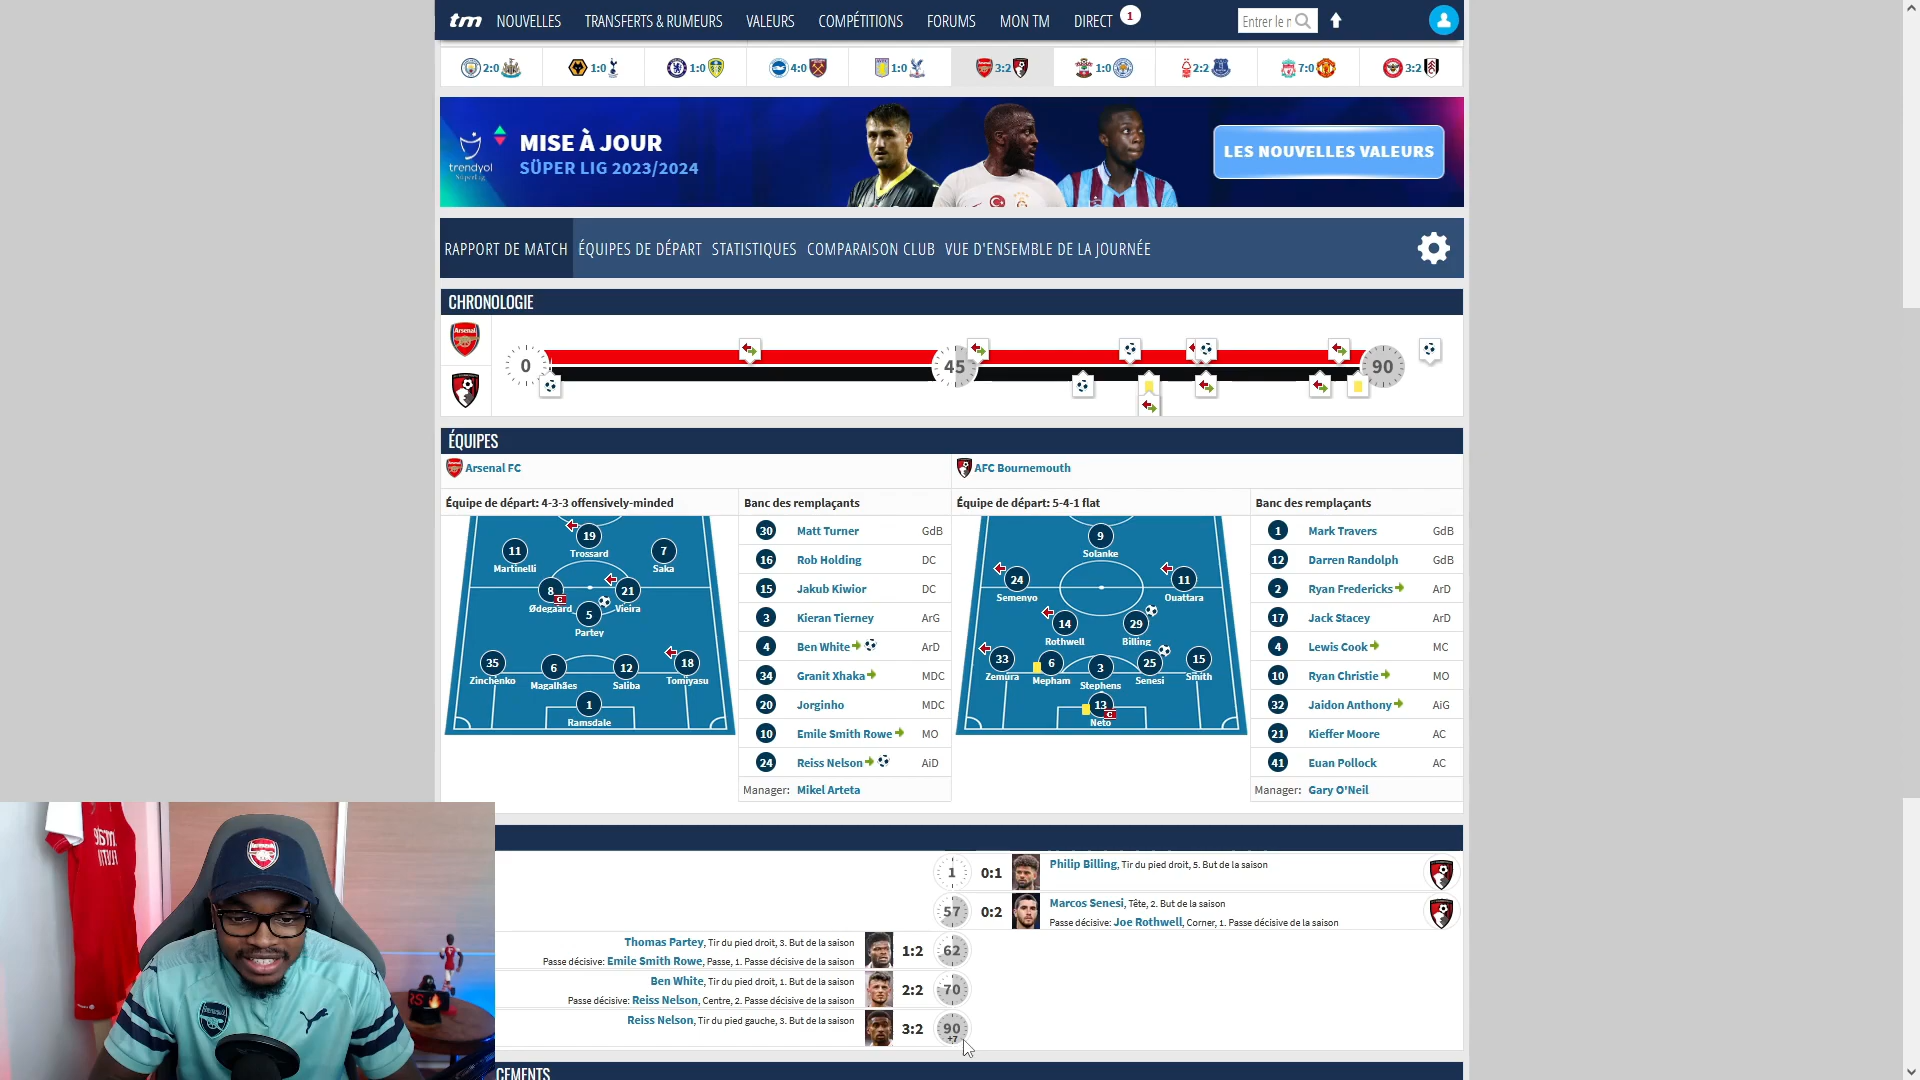 tm NOUVELLES TRANSFERTS & RUMEURS VALEURS COMPÉTITIONS FORUMS MON TM DIRECT 1 Entrer le n
2:0 1:0 1:0 4:0 1:0 3:2 1:0 2:2 7:0 3:2
trendyol
SüperLig
MISE À JOUR
SÜPER LIG 2023/2024
LES NOUVELLES VALEURS
RAPPORT DE MATCH ÉQUIPES DE DÉPART STATISTIQUES COMPARAISON CLUB VUE D'ENSEMBLE DE LA JOURNÉE
CHRONOLOGIE
Arsenal
0 45 90
ÉQUIPES
Arsenal FC
Équipe de départ: 4-3-3 offensively-minded
19
Trossard
11
Martinelli
7
Saka
8
C
Ødegaard
21
Vieira
5
Partey
35
Zinchenko
6
Magalhães
12
Saliba
18
Tomiyasu
1
Ramsdale
Banc des remplaçants
30 Matt Turner GdB
16 Rob Holding DC
15 Jakub Kiwior DC
3 Kieran Tierney ArG
4 Ben White ArD
34 Granit Xhaka MDC
20 Jorginho MDC
10 Emile Smith Rowe MO
24 Reiss Nelson AiD
Manager: Mikel Arteta
AFC Bournemouth
Équipe de départ: 5-4-1 flat
9
Solanke
24
Semenyo
11
Ouattara
14
Rothwell
29
Billing
33
Zemura
6
Mepham
3
Stephens
25
Senesi
15
Smith
13
C
Neto
Banc des remplaçants
1 Mark Travers GdB
12 Darren Randolph GdB
2 Ryan Fredericks ArD
17 Jack Stacey ArD
4 Lewis Cook MC
10 Ryan Christie MO
32 Jaidon Anthony AiG
21 Kieffer Moore AC
41 Euan Pollock AC
Manager: Gary O'Neil
1 0:1 Philip Billing, Tir du pied droit, 5. But de la saison
57 0:2 Marcos Senesi, Tête, 2. But de la saison
Passe décisive: Joe Rothwell, Corner, 1. Passe décisive de la saison
Thomas Partey, Tir du pied droit, 3. But de la saison 1:2 62
Passe décisive: Emile Smith Rowe, Passe, 1. Passe décisive de la saison
Ben White, Tir du pied droit, 1. But de la saison 2:2 70
Passe décisive: Reiss Nelson, Centre, 2. Passe décisive de la saison
Reiss Nelson, Tir du pied gauche, 3. But de la saison 3:2 90
+7
CEMENTS
Arsenal